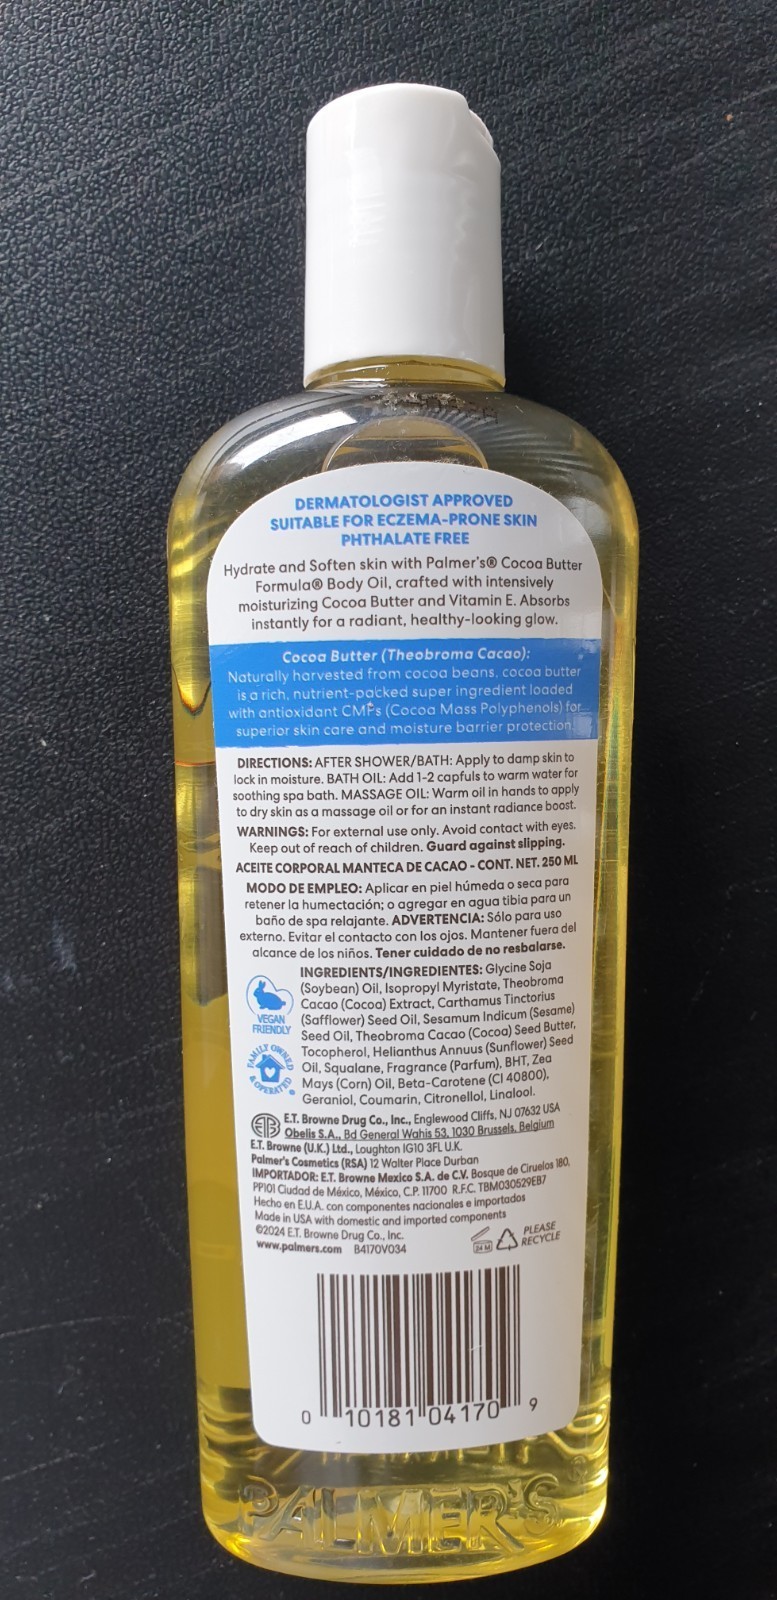 DERMATOLOGIST APPROVED
SUITABLE FOR ECZEMA-PRONE SKIN
PHTHALATE FREE
Hydrate and Soften skin with Palmer's® Cocoa Butter
Formula® Body Oil, crafted with intensively
moisturizing Cocoa Butter and Vitamin E. Absorbs
instantly for a radiant, healthy-looking glow.
Cocoa Butter (Theobroma Cacao):
Naturally harvested from cocoa beans, cocoa butter
is a rich, nutrient-packed super ingredient loaded
with antioxidant CMPs (Cocoa Mass Polyphenols) for
superior skin care and moisture barrier protection.
DIRECTIONS: AFTER SHOWER/BATH: Apply to damp skin to
lock in moisture. BATH OIL: Add 1-2 capfuls to warm water for
soothing spa bath. MASSAGE OIL: Warm oil in hands to apply
to dry skin as a massage oil or for an instant radiance boost.
WARNINGS: For external use only. Avoid contact with eyes.
Keep out of reach of children. Guard against slipping.
ACEITE CORPORAL MANTECA DE CACAO - CONT. NET. 250 ML
MODO DE EMPLEO: Aplicar en piel húmeda o seca para
retener la humectación; o agregar en agua tibia para un
baño de spa relajante. ADVERTENCIA: Sólo para uso
externo. Evitar el contacto con los ojos. Mantener fuera del
alcance de los niños. Tener cuidado de no resbalarse.
INGREDIENTS/INGREDIENTES: Glycine Soja
(Soybean) Oil, Isopropyl Myristate, Theobroma
Cacao (Cocoa) Extract, Carthamus Tinctorius
(Safflower) Seed Oil, Sesamum Indicum (Sesame)
Seed Oil, Theobroma Cacao (Cocoa) Seed Butter,
Tocopherol, Helianthus Annuus (Sunflower) Seed
Oil, Squalane, Fragrance (Parfum), BHT, Zea
Mays (Corn) Oil, Beta-Carotene (CI 40800),
Geraniol, Coumarin, Citronellol, Linalool.
VEGAN
FRIENDLY
FAMILY OWNED
& OPERATED
ETB
E.T. Browne Drug Co., Inc., Englewood Cliffs, NJ 07632 USA
Obelis S.A., Bd General Wahis 53, 1030 Brussels, Belgium
E.T. Browne (U.K.) Ltd., Loughton IG10 3FL U.K.
Palmer's Cosmetics (RSA) 12 Walter Place Durban
IMPORTADOR: E.T. Browne Mexico S.A. de C.V. Bosque de Ciruelos 180,
PP101 Ciudad de México, México, C.P. 11700 R.F.C. TBM030529EB7
Hecho en E.U.A. con componentes nacionales e importados
Made in USA with domestic and imported components
©2024 E.T. Browne Drug Co., Inc.
www.palmers.com B4170V034
24 M
PLEASE
RECYCLE
0 10181 04170 9
PALMER'S®